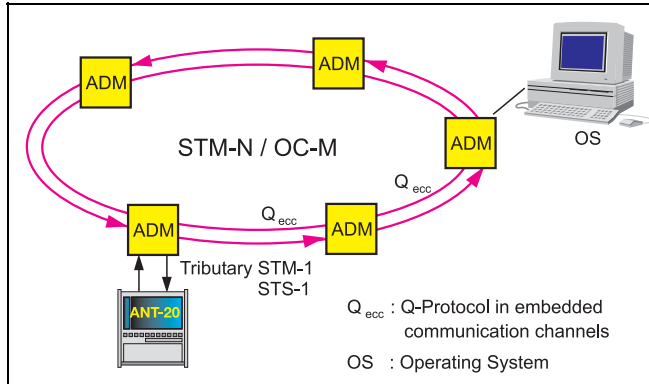 ADM
ADM
ADM
OS
STM-N / OC-M
Q ecc
Q ecc
ADM
ADM
Tributary STM-1
STS-1
ANT-20
Q ecc : Q-Protocol in embedded
communication channels
OS : Operating System